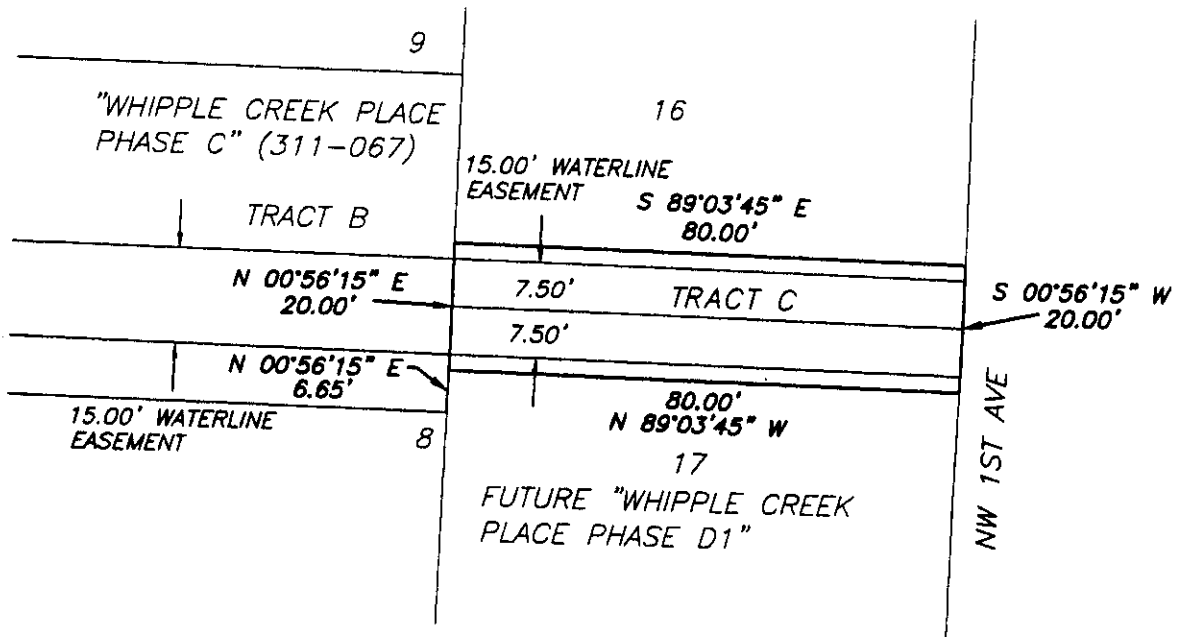 9
"WHIPPLE CREEK PLACE
PHASE C" (311-067)
16
15.00' WATERLINE
EASEMENT
S 89°03'45" E
80.00'
TRACT B
N 00°56'15" E
20.00'
7.50'
TRACT C
S 00°56'15" W
20.00'
7.50'
N 00°56'15" E
6.65'
80.00'
N 89°03'45" W
15.00' WATERLINE
EASEMENT
8
17
FUTURE "WHIPPLE CREEK
PLACE PHASE D1"
NW 1ST AVE